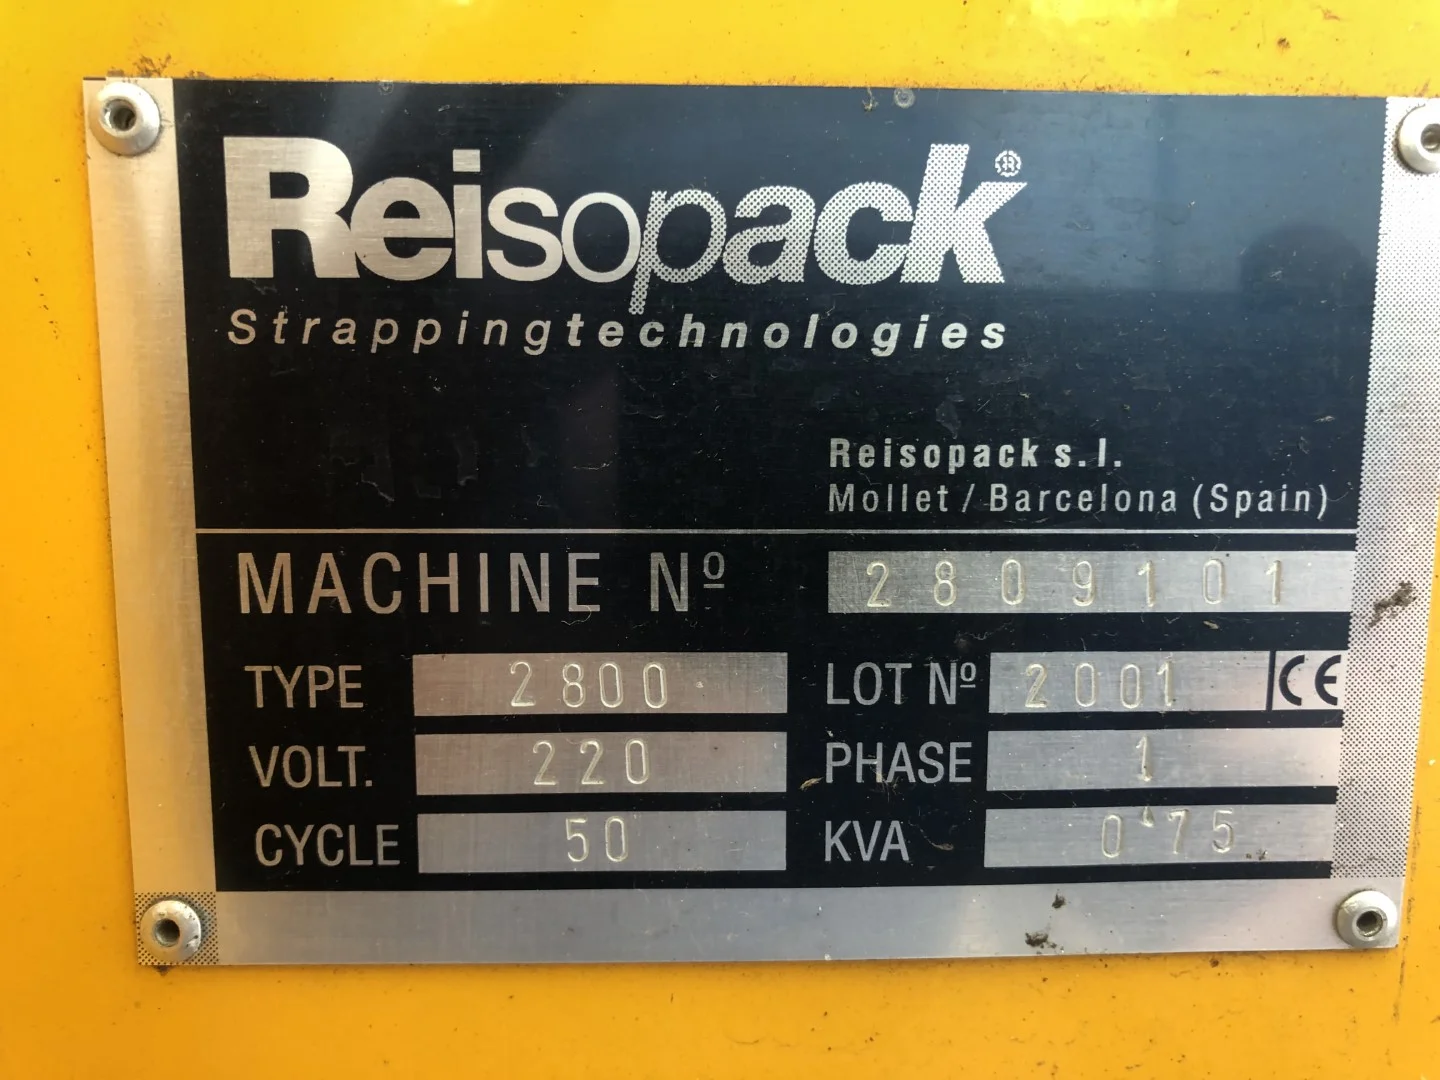 Reisopack®
Strappingtechnologies
Reisopack s.l.
Mollet / Barcelona (Spain)
MACHINE Nº 2809101
TYPE 2800 LOT Nº 2001 CE
VOLT. 220 PHASE 1
CYCLE 50 KVA 0'75